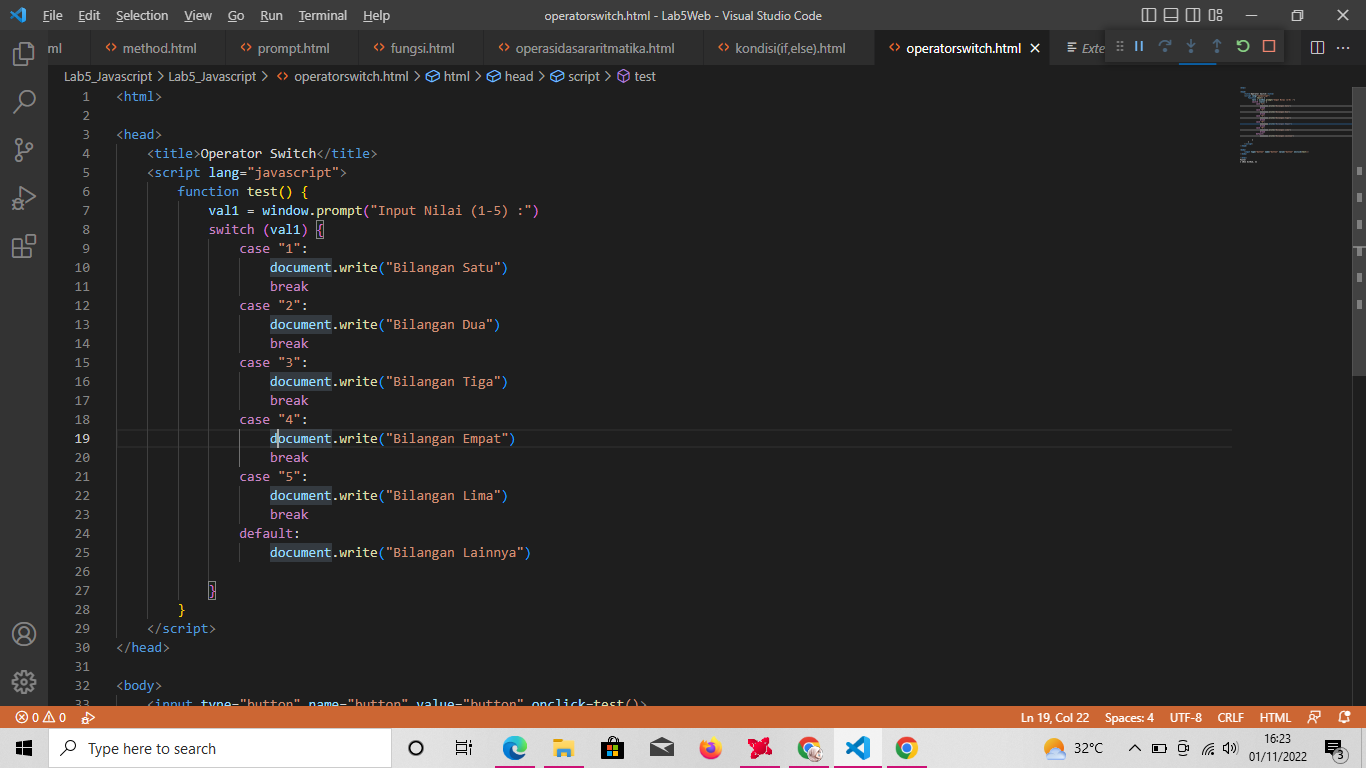 File Edit Selection View Go Run Terminal Help operatorswitch.html - Lab5Web - Visual Studio Code
ml method.html prompt.html fungsi.html operasidasararitmatika.html kondisi(if,else).html operatorswitch.html Exte
Lab5_Javascript > Lab5_Javascript > operatorswitch.html > html > head > script > test
1 <html>
2
3 <head>
4 <title>Operator Switch</title>
5 <script lang="javascript">
6 function test() {
7 val1 = window.prompt("Input Nilai (1-5) :")
8 switch (val1) {
9 case "1":
10 document.write("Bilangan Satu")
11 break
12 case "2":
13 document.write("Bilangan Dua")
14 break
15 case "3":
16 document.write("Bilangan Tiga")
17 break
18 case "4":
19 document.write("Bilangan Empat")
20 break
21 case "5":
22 document.write("Bilangan Lima")
23 break
24 default:
25 document.write("Bilangan Lainnya")
26
27 }
28 }
29 </script>
30 </head>
31
32 <body>
33 <input type="button" name="button" value="button" onclick=test()>
0 0 Ln 19, Col 22 Spaces: 4 UTF-8 CRLF HTML
Type here to search 32°C 16:23
01/11/2022 3